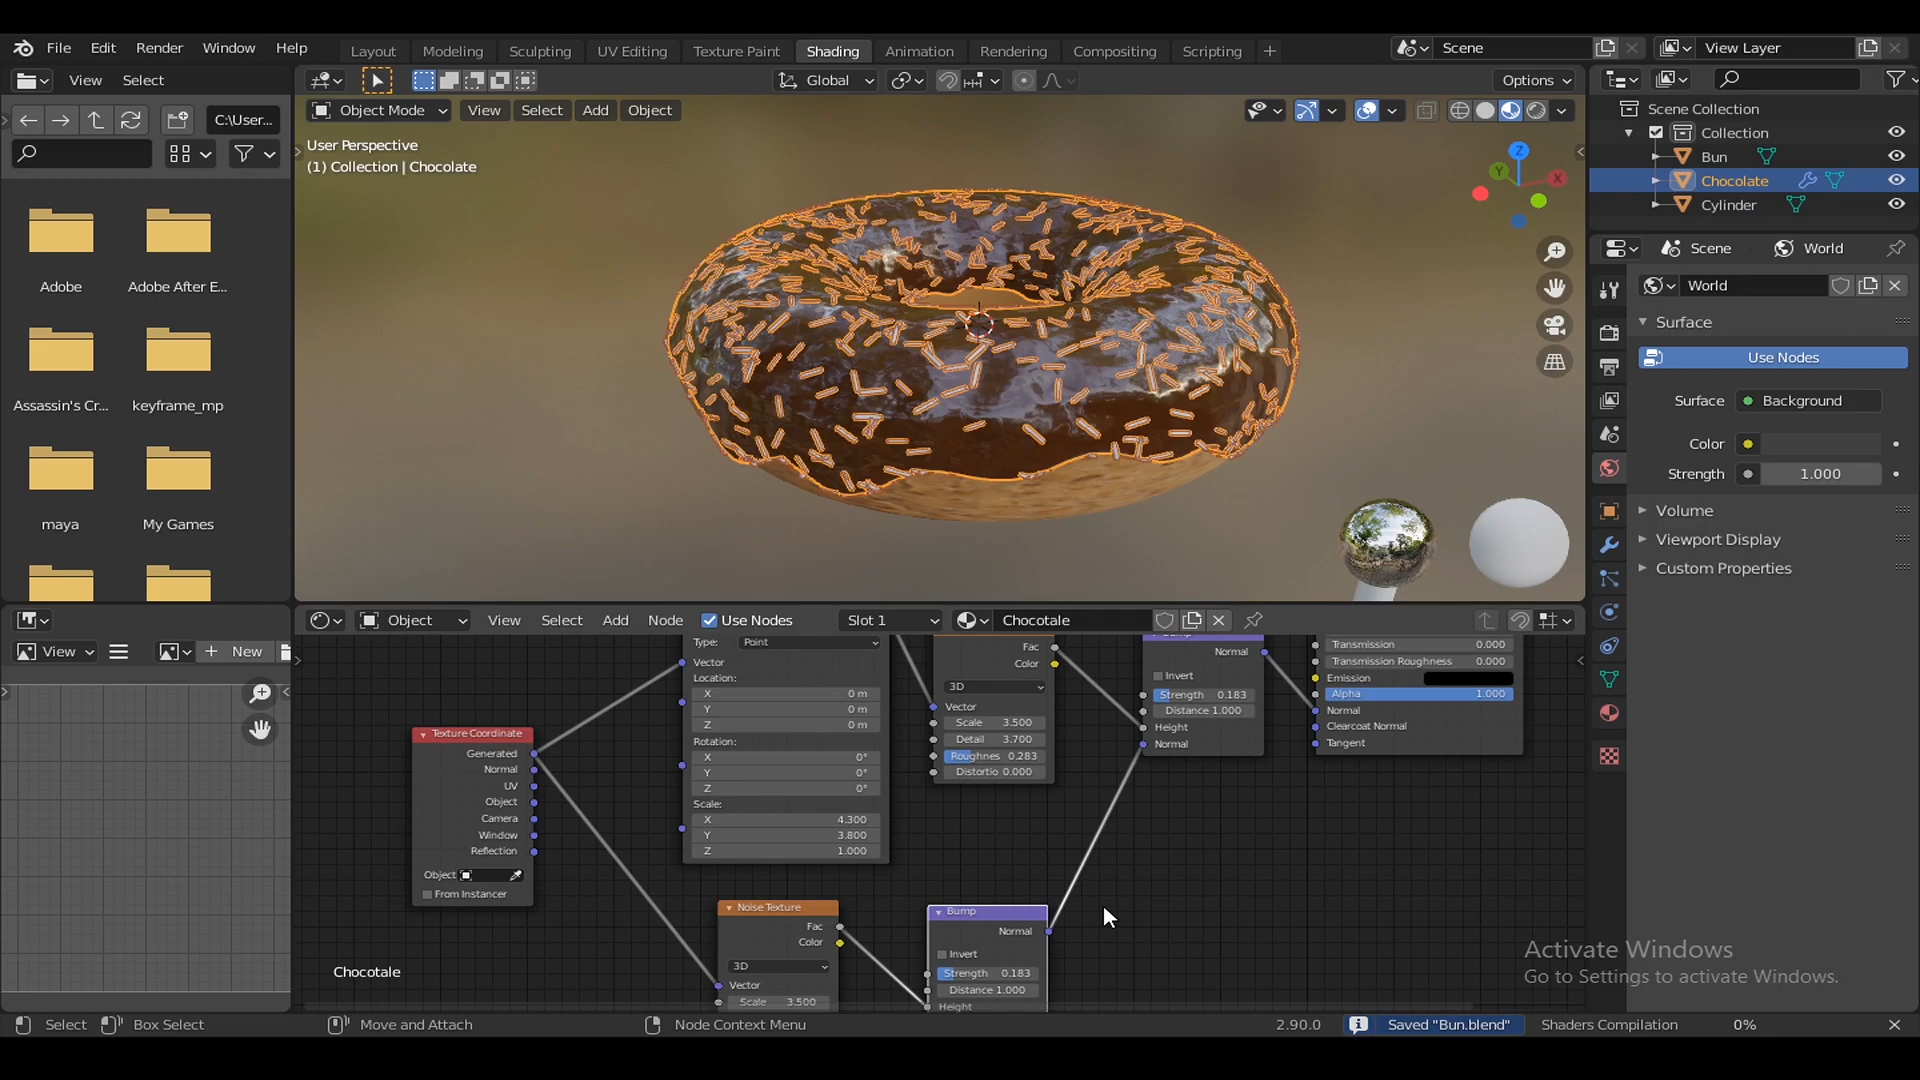 File Edit Render Window Help
Layout Modeling Sculpting UV Editing Texture Paint Shading Animation Rendering Compositing Scripting +
Scene
View Layer
View Select
Global
Options
C:\User...
Object Mode View Select Add Object
User Perspective
(1) Collection | Chocolate
Z
Y
X
Scene Collection
Collection
Bun
Chocolate
Cylinder
Scene
World
World
Surface
Use Nodes
Surface Background
Color
Strength 1.000
Volume
Viewport Display
Custom Properties
Adobe
Adobe After E...
Assassin's Cr...
keyframe_mp
maya
My Games
View
New
Object View Select Add Node Use Nodes Slot 1 Chocotale
Texture Coordinate
Generated
Normal
UV
Object
Camera
Window
Reflection
Object
From Instancer
Type: Point
Vector
Location:
X 0 m
Y 0 m
Z 0 m
Rotation:
X 0°
Y 0°
Z 0°
Scale:
X 4.300
Y 3.800
Z 1.000
Fac
Color
3D
Vector
Scale 3.500
Detail 3.700
Roughnes 0.283
Distortio 0.000
Normal
Invert
Strength 0.183
Distance 1.000
Height
Normal
Transmission 0.000
Transmission Roughness 0.000
Emission
Alpha 1.000
Normal
Clearcoat Normal
Tangent
Noise Texture
Fac
Color
3D
Vector
Scale 3.500
Bump
Normal
Invert
Strength 0.183
Distance 1.000
Height
Chocotale
Activate Windows
Go to Settings to activate Windows.
Select Box Select Move and Attach Node Context Menu 2.90.0 Saved "Bun.blend" Shaders Compilation 0%